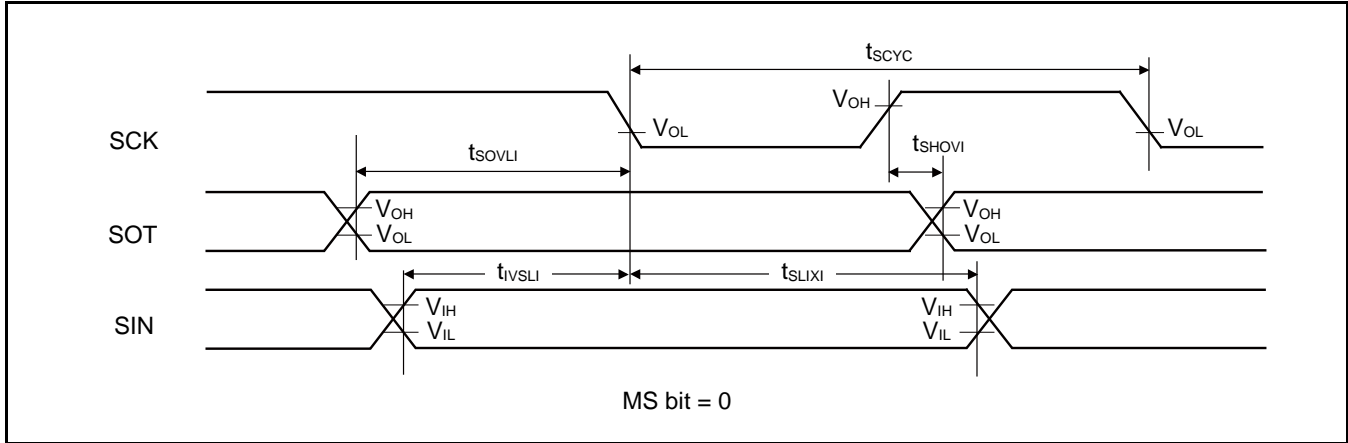 tSCYC
VOH
SCK
VOL
VOL
tSOVLI
tSHOVI
VOH
VOH
SOT
VOL
VOL
tIVSLI
tSLIXI
VIH
VIH
SIN
VIL
VIL
MS bit = 0